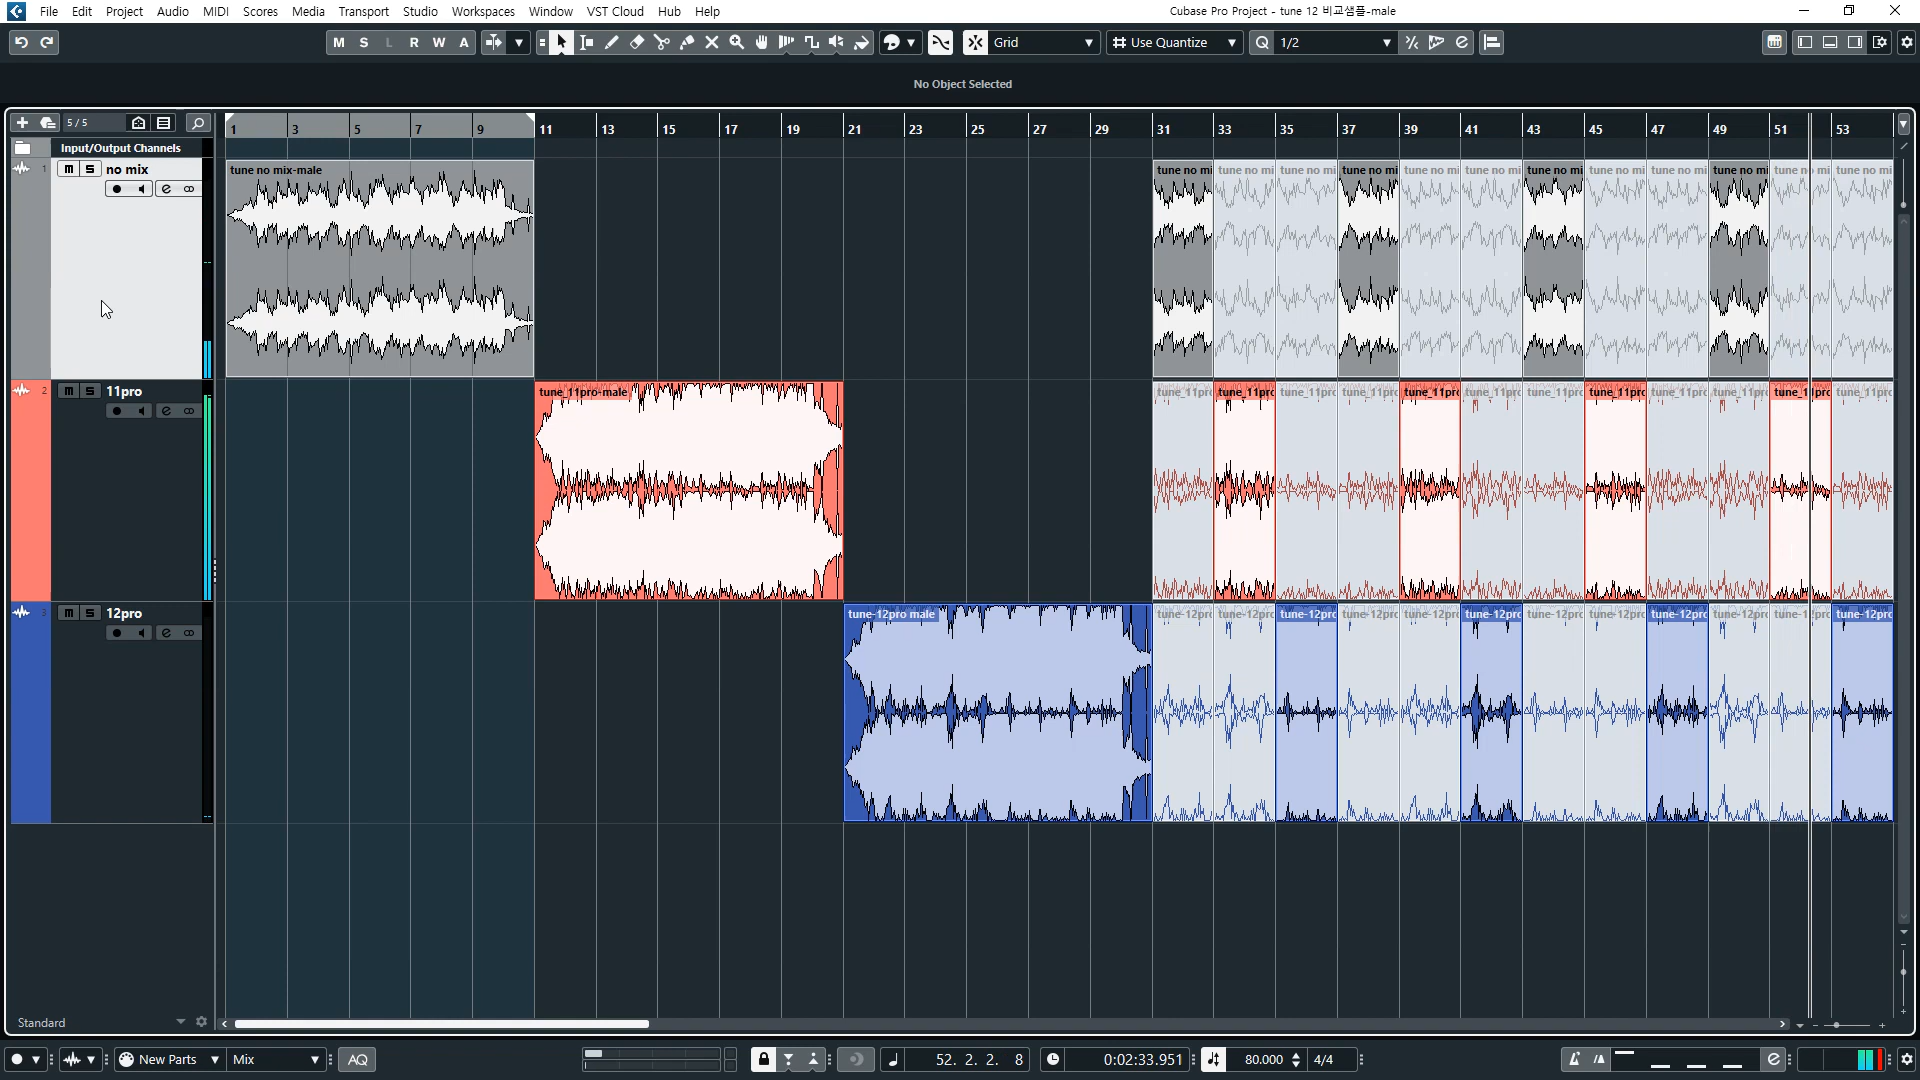 File Edit Project Audio MIDI Scores Media Transport Studio Workspaces Window VST Cloud Hub Help
Cubase Pro Project - tune 12 비교샘플-male
M S L R W A
Grid
Use Quantize
Q 1/2
No Object Selected
5 / 5
1 3 5 7 9 11 13 15 17 19 21 23 25 27 29 31 33 35 37 39 41 43 45 47 49 51 53
Input/Output Channels
1 m S no mix
tune no mix-male
tune no mi tune no mi tune no mi tune no mi tune no mi tune no mi tune no mi tune no mi tune no mi tune no mi tune no mi
2 m S 11pro
tune_11pro-male
tune_11pro tune_11pro tune_11pro tune_11pro tune_11pro tune_11pro tune_11pro tune_11pro tune_11pro tune_11pro
3 m S 12pro
tune-12pro male
tune-12pro tune-12pro tune-12pro tune-12pro tune-12pro tune-12pro tune-12pro tune-12pro tune-12pro tune-12pro
Standard
New Parts
Mix
AQ
52. 2. 2. 8
0:02:33.951
80.000
4/4